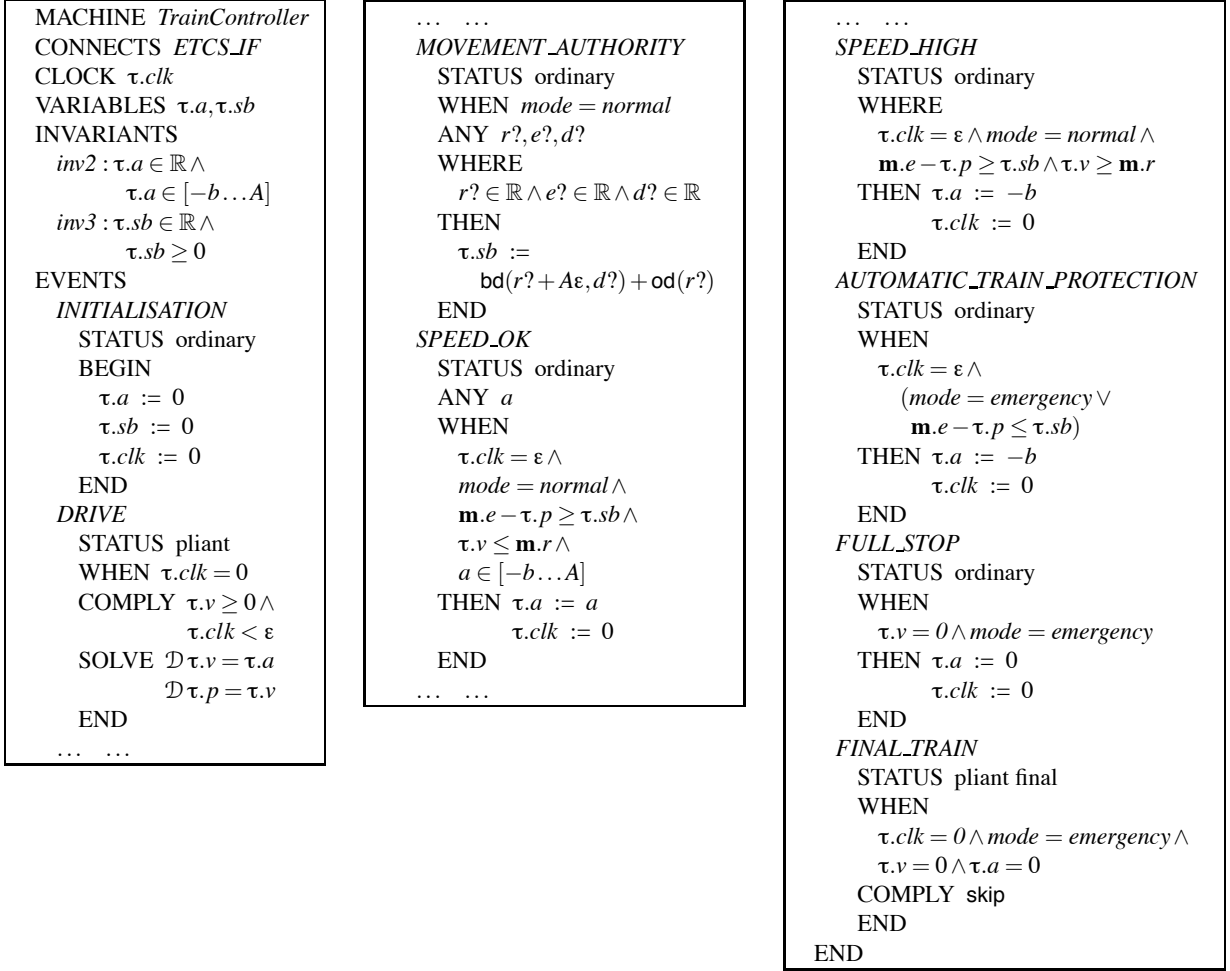 MACHINE TrainController
CONNECTS ETCS_IF
CLOCK τ.clk
VARIABLES τ.a,τ.sb
INVARIANTS
inv2 : τ.a ∈ ℝ ∧
τ.a ∈ [−b…A]
inv3 : τ.sb ∈ ℝ ∧
τ.sb ≥ 0
EVENTS
INITIALISATION
STATUS ordinary
BEGIN
τ.a := 0
τ.sb := 0
τ.clk := 0
END
DRIVE
STATUS pliant
WHEN τ.clk = 0
COMPLY τ.v ≥ 0 ∧
τ.clk < ε
SOLVE 𝒟 τ.v = τ.a
𝒟 τ.p = τ.v
END
… …
… …
MOVEMENT_AUTHORITY
STATUS ordinary
WHEN mode = normal
ANY r?,e?,d?
WHERE
r? ∈ ℝ ∧ e? ∈ ℝ ∧ d? ∈ ℝ
THEN
τ.sb :=
bd(r? + Aε,d?) + od(r?)
END
SPEED_OK
STATUS ordinary
ANY a
WHEN
τ.clk = ε ∧
mode = normal ∧
m.e − τ.p ≥ τ.sb ∧
τ.v ≤ m.r ∧
a ∈ [−b…A]
THEN τ.a := a
τ.clk := 0
END
… …
… …
SPEED_HIGH
STATUS ordinary
WHERE
τ.clk = ε ∧ mode = normal ∧
m.e − τ.p ≥ τ.sb ∧ τ.v ≥ m.r
THEN τ.a := −b
τ.clk := 0
END
AUTOMATIC_TRAIN_PROTECTION
STATUS ordinary
WHEN
τ.clk = ε ∧
(mode = emergency ∨
m.e − τ.p ≤ τ.sb)
THEN τ.a := −b
τ.clk := 0
END
FULL_STOP
STATUS ordinary
WHEN
τ.v = 0 ∧ mode = emergency
THEN τ.a := 0
τ.clk := 0
END
FINAL_TRAIN
STATUS pliant final
WHEN
τ.clk = 0 ∧ mode = emergency ∧
τ.v = 0 ∧ τ.a = 0
COMPLY skip
END
END